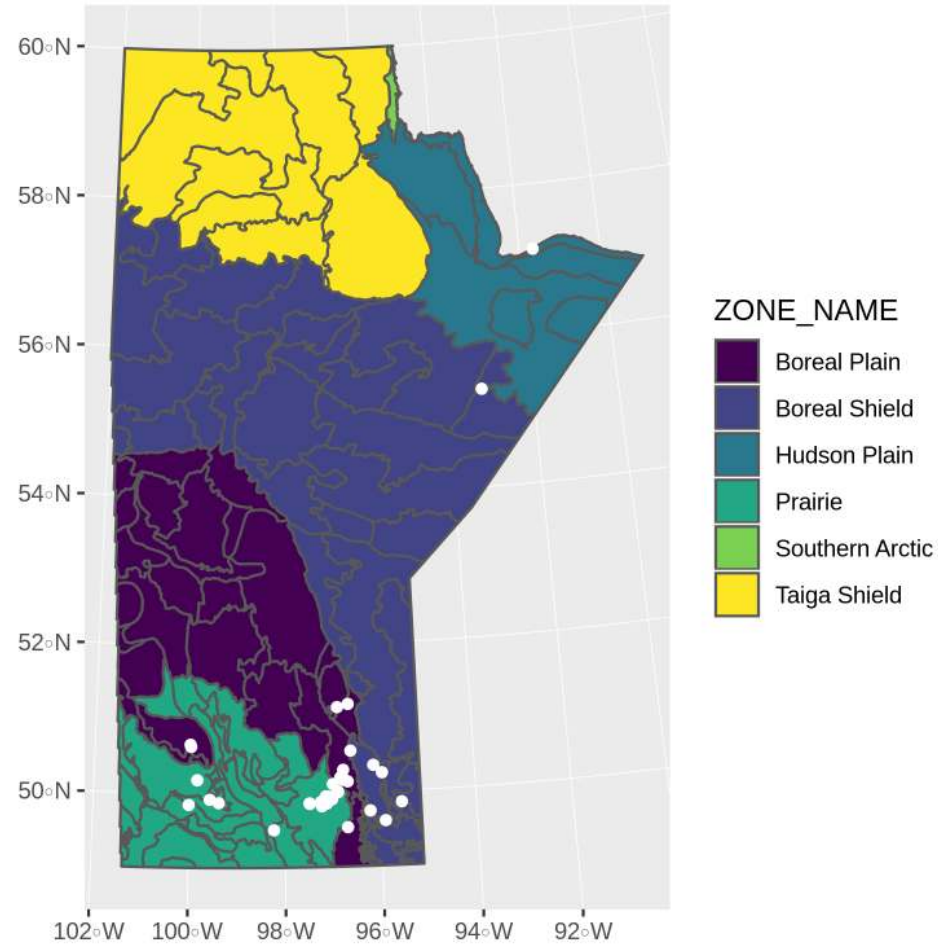 60◦N
58◦N
56◦N
54◦N
52◦N
50◦N
102◦W 100◦W 98◦W 96◦W 94◦W 92◦W
ZONE_NAME
Boreal Plain
Boreal Shield
Hudson Plain
Prairie
Southern Arctic
Taiga Shield